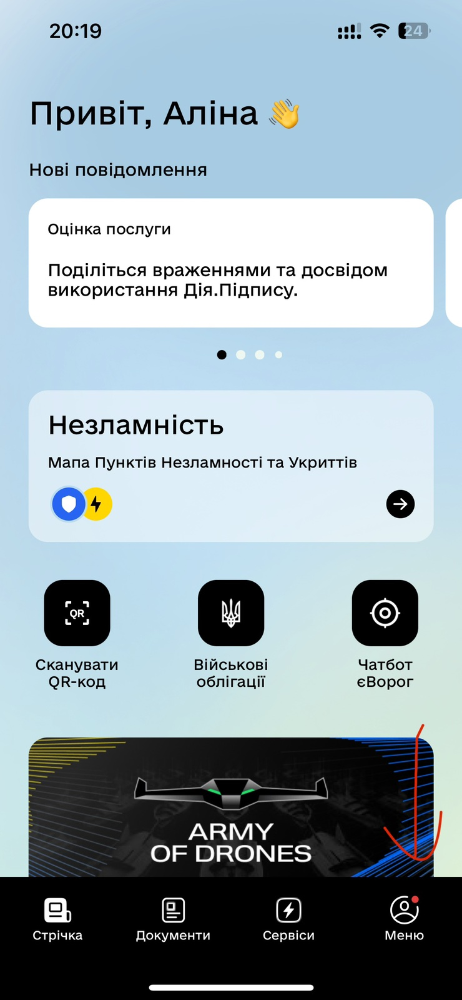 20:19
24
Привіт, Аліна 👋
Нові повідомлення
Оцінка послуги
Поділіться враженнями та досвідом
використання Дія.Підпису.
Незламність
Мапа Пунктів Незламності та Укриттів
QR
Сканувати
QR-код
Військові
облігації
Чатбот
єВорог
ARMY
OF DRONES
Стрічка
Документи
Сервіси
Меню